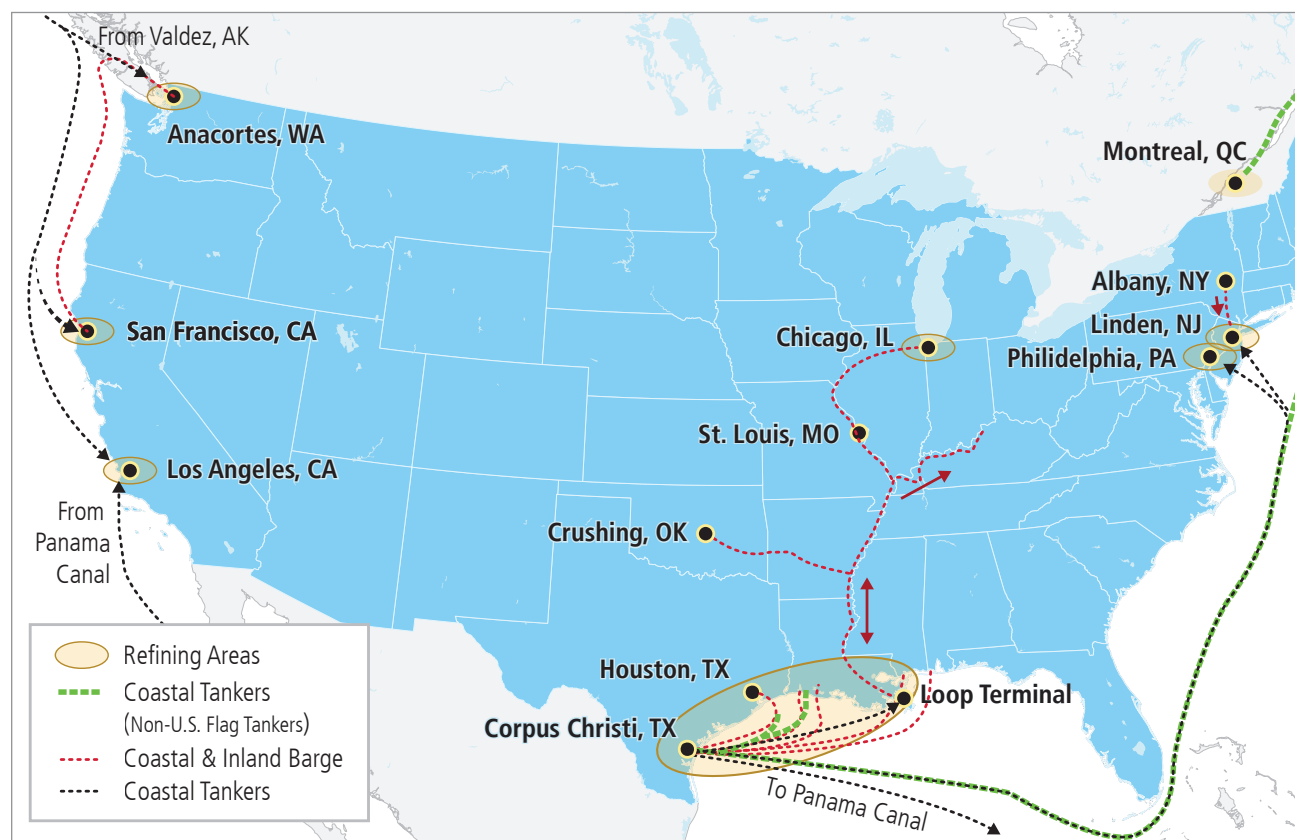 From Valdez, AK
Anacortes, WA
Montreal, QC
Albany, NY
Linden, NJ
Philidelphia, PA
San Francisco, CA
Chicago, IL
St. Louis, MO
Los Angeles, CA
From
Panama
Canal
Crushing, OK
Houston, TX
Loop Terminal
Corpus Christi, TX
To Panama Canal
Refining Areas
Coastal Tankers
(Non-U.S. Flag Tankers)
Coastal & Inland Barge
Coastal Tankers